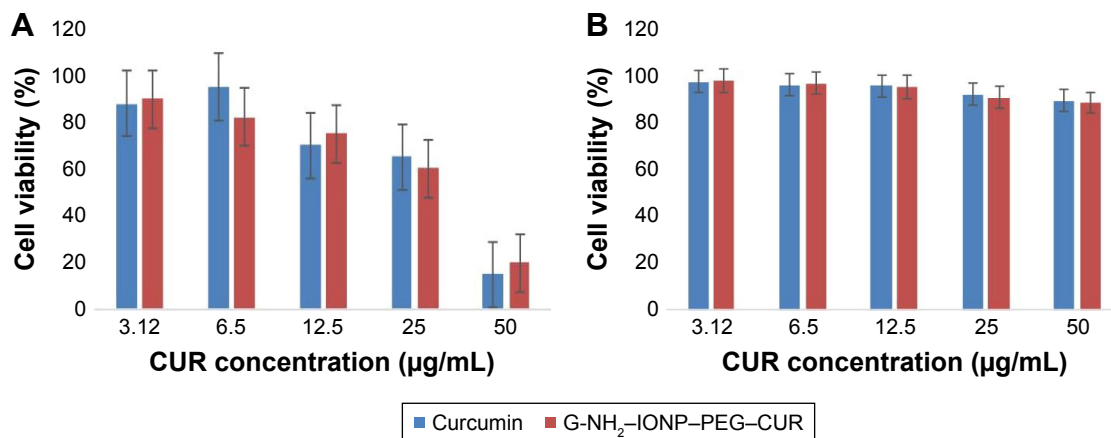 A
Cell viability (%)
120
100
80
60
40
20
0
3.12 6.5 12.5 25 50
CUR concentration (µg/mL)
B
Cell viability (%)
120
100
80
60
40
20
0
3.12 6.5 12.5 25 50
CUR concentration (µg/mL)
Curcumin G-NH₂–IONP–PEG–CUR